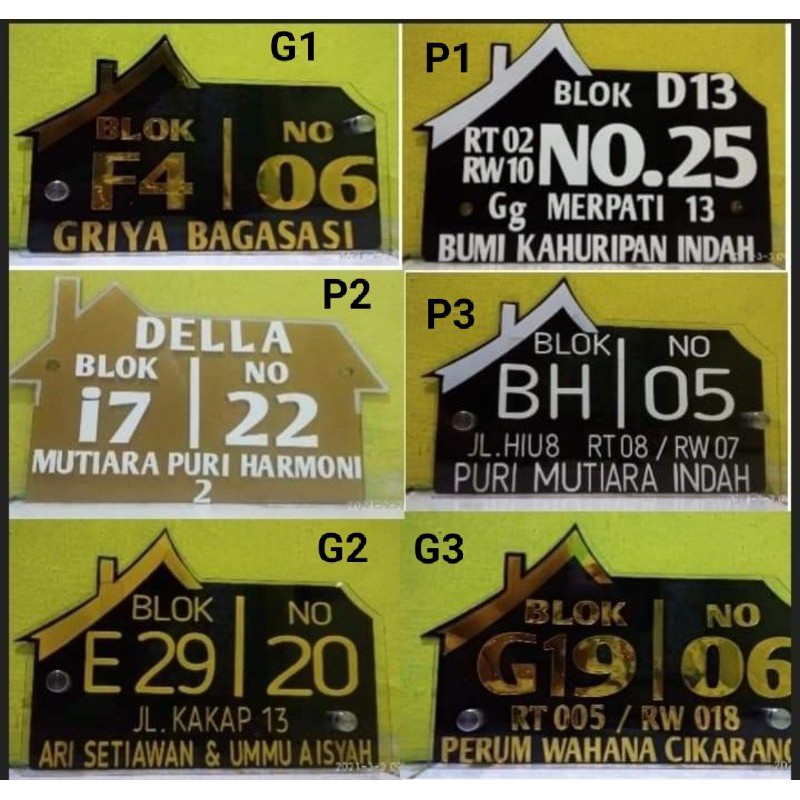 G1
BLOK NO
F4 06
GRIYA BAGASASI
P1
BLOK D13
RT 02
RW 10
NO.25
Gg MERPATI 13
BUMI KAHURIPAN INDAH
P2
DELLA
BLOK NO
i7 22
MUTIARA PURI HARMONI
2
P3
BLOK NO
BH 05
JL.HIU8 RT 08 / RW 07
PURI MUTIARA INDAH
G2
BLOK NO
E 29 20
JL. KAKAP 13
ARI SETIAWAN & UMMU AISYAH
G3
BLOK NO
G19 06
RT 005 / RW 018
PERUM WAHANA CIKARANG